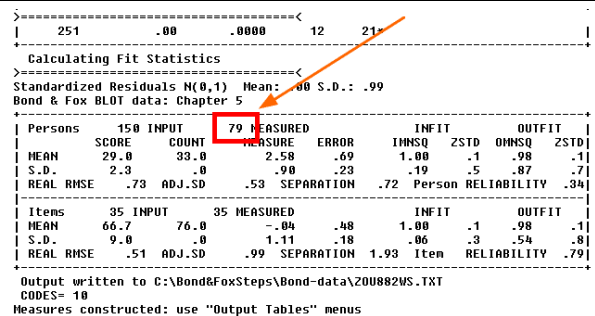 >=====================================<
| 251 .00 .0000 12 21*
Calculating Fit Statistics
>=====================================<
Standardized Residuals N(0,1) Mean: .00 S.D.: .99
Bond & Fox BLOT data: Chapter 5
| Persons 150 INPUT 79 MEASURED INFIT OUTFIT |
| SCORE COUNT MEASURE ERROR IMNSQ ZSTD OMNSQ ZSTD|
| MEAN 29.0 33.0 2.58 .69 1.00 .1 .98 .1|
| S.D. 2.3 .0 .90 .23 .19 .5 .87 .7|
| REAL RMSE .73 ADJ.SD .53 SEPARATION .72 Person RELIABILITY .34|
| Items 35 INPUT 35 MEASURED INFIT OUTFIT |
| MEAN 66.7 76.0 -.04 .48 1.00 .1 .98 .1|
| S.D. 9.0 .0 1.11 .18 .06 .3 .54 .8|
| REAL RMSE .51 ADJ.SD .99 SEPARATION 1.93 Item RELIABILITY .79|
Output written to C:\Bond&FoxSteps\Bond-data\ZOU882WS.TXT
CODES= 10
Measures constructed: use "Output Tables" menus